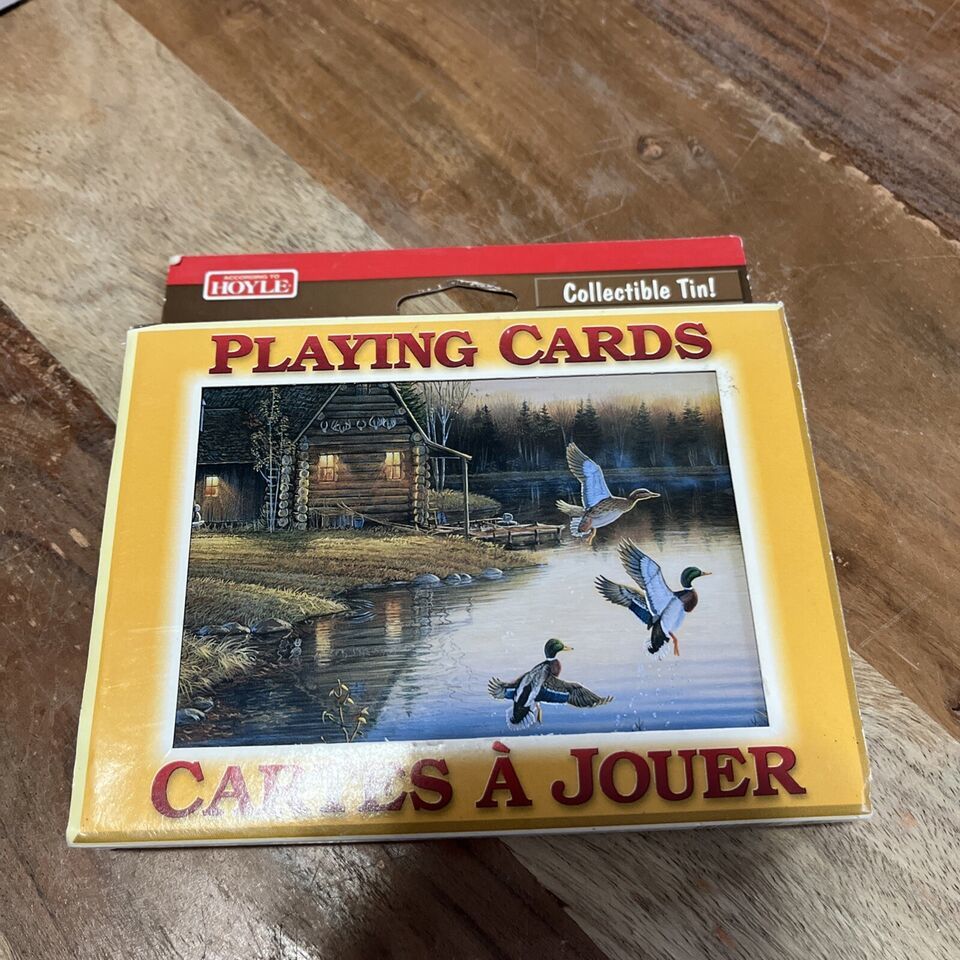 ACCORDING TO
HOYLE
Collectible Tin!
PLAYING CARDS
CARTES À JOUER